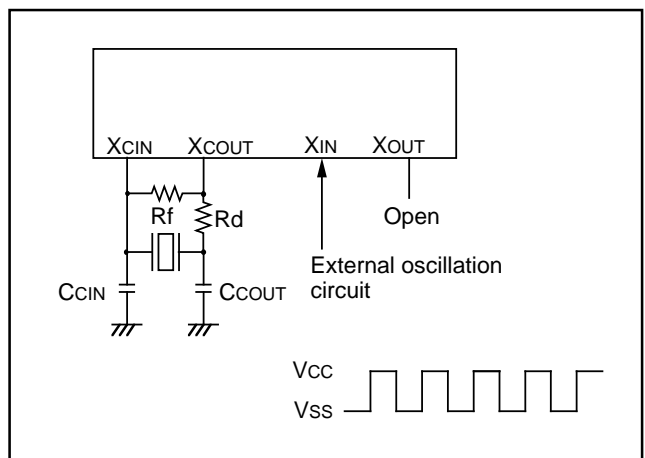 XCIN XCOUT XIN XOUT
Rf Rd
Open
External oscillation
circuit
CCIN CCOUT
VCC
VSS